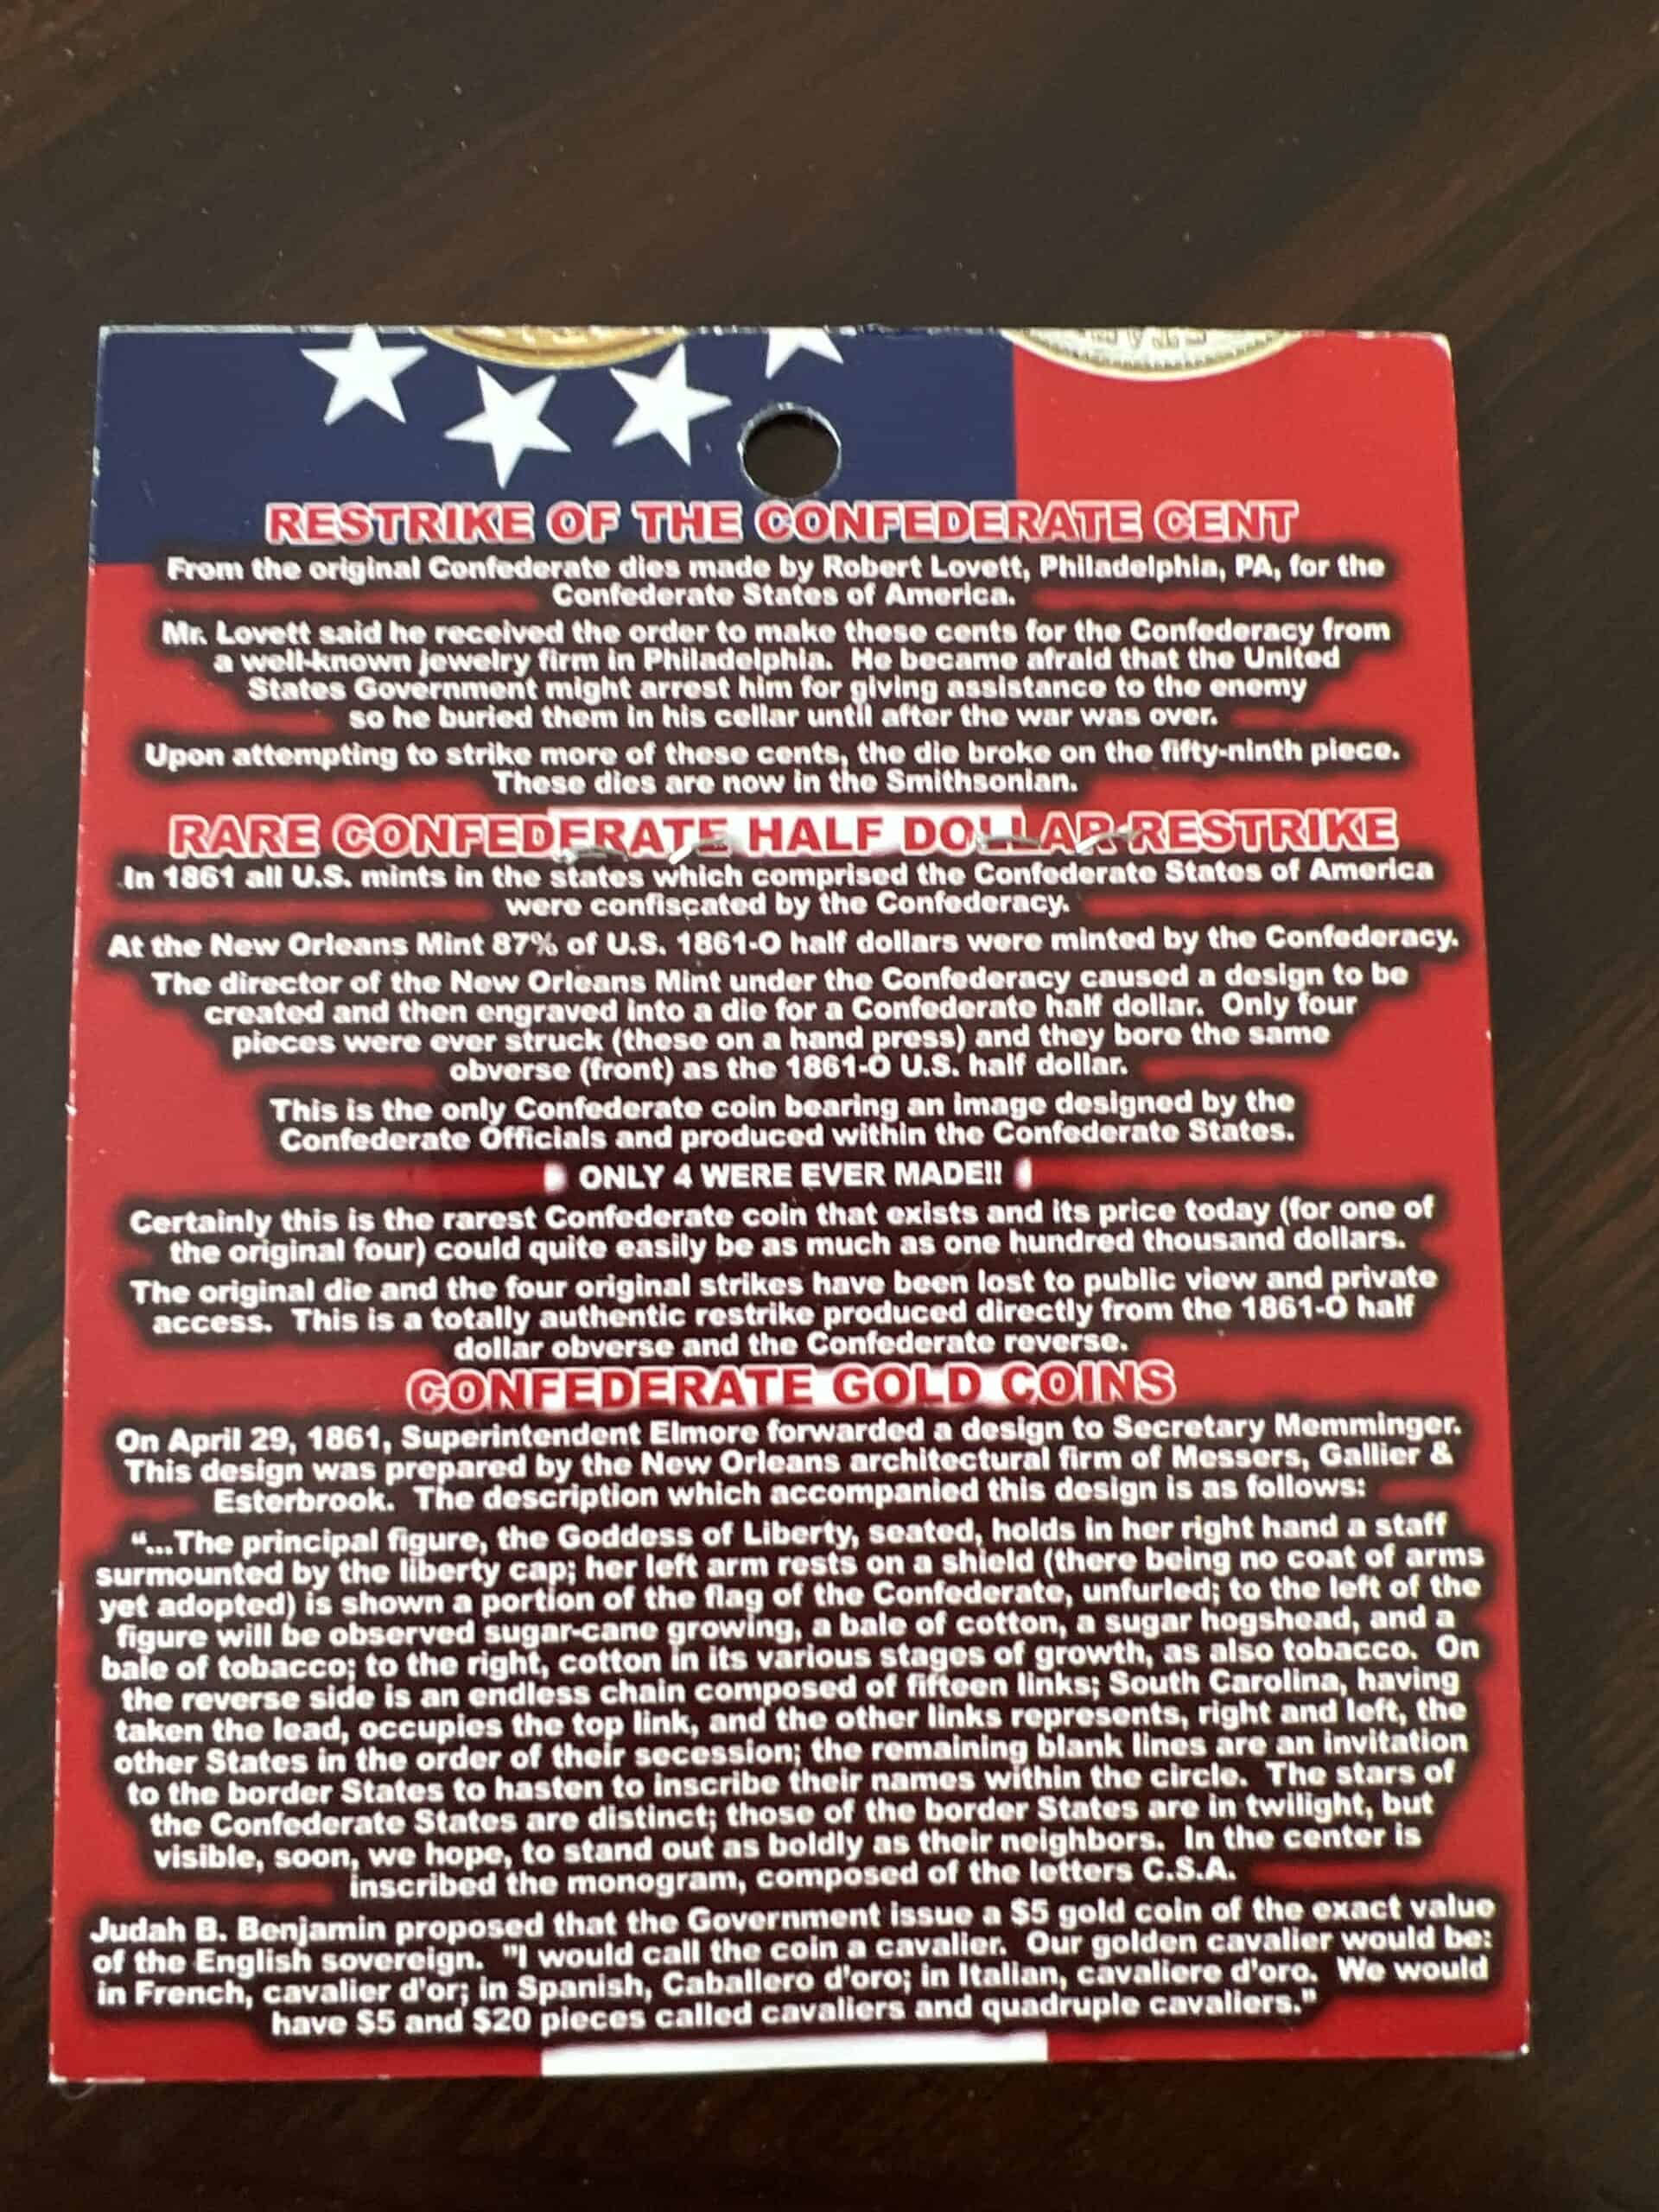 RESTRIKE OF THE CONFEDERATE CENT
From the original Confederate dies made by Robert Lovett, Philadelphia, PA, for the
Confederate States of America.
Mr. Lovett said he received the order to make these cents for the Confederacy from
a well-known jewelry firm in Philadelphia. He became afraid that the United
States Government might arrest him for giving assistance to the enemy
so he buried them in his cellar until after the war was over.
Upon attempting to strike more of these cents, the die broke on the fifty-ninth piece.
These dies are now in the Smithsonian.
RARE CONFEDERATE HALF DOLLAR RESTRIKE
In 1861 all U.S. mints in the states which comprised the Confederate States of America
were confiscated by the Confederacy.
At the New Orleans Mint 87% of U.S. 1861-O half dollars were minted by the Confederacy.
The director of the New Orleans Mint under the Confederacy caused a design to be
created and then engraved into a die for a Confederate half dollar. Only four
pieces were ever struck (these on a hand press) and they bore the same
obverse (front) as the 1861-O U.S. half dollar.
This is the only Confederate coin bearing an image designed by the
Confederate Officials and produced within the Confederate States.
ONLY 4 WERE EVER MADE!!
Certainly this is the rarest Confederate coin that exists and its price today (for one of
the original four) could quite easily be as much as one hundred thousand dollars.
The original die and the four original strikes have been lost to public view and private
access. This is a totally authentic restrike produced directly from the 1861-O half
dollar obverse and the Confederate reverse.
CONFEDERATE GOLD COINS
On April 29, 1861, Superintendent Elmore forwarded a design to Secretary Memminger.
This design was prepared by the New Orleans architectural firm of Messers, Gallier &
Esterbrook. The description which accompanied this design is as follows:
“...The principal figure, the Goddess of Liberty, seated, holds in her right hand a staff
surmounted by the liberty cap; her left arm rests on a shield (there being no coat of arms
yet adopted) is shown a portion of the flag of the Confederate, unfurled; to the left of the
figure will be observed sugar-cane growing, a bale of cotton, a sugar hogshead, and a
bale of tobacco; to the right, cotton in its various stages of growth, as also tobacco. On
the reverse side is an endless chain composed of fifteen links; South Carolina, having
taken the lead, occupies the top link, and the other links represents, right and left, the
other States in the order of their secession; the remaining blank lines are an invitation
to the border States to hasten to inscribe their names within the circle. The stars of
the Confederate States are distinct; those of the border States are in twilight, but
visible, soon, we hope, to stand out as boldly as their neighbors. In the center is
inscribed the monogram, composed of the letters C.S.A.
Judah B. Benjamin proposed that the Government issue a $5 gold coin of the exact value
of the English sovereign. "I would call the coin a cavalier. Our golden cavalier would be:
in French, cavalier d'or; in Spanish, Caballero d'oro; in Italian, cavaliere d'oro. We would
have $5 and $20 pieces called cavaliers and quadruple cavaliers."